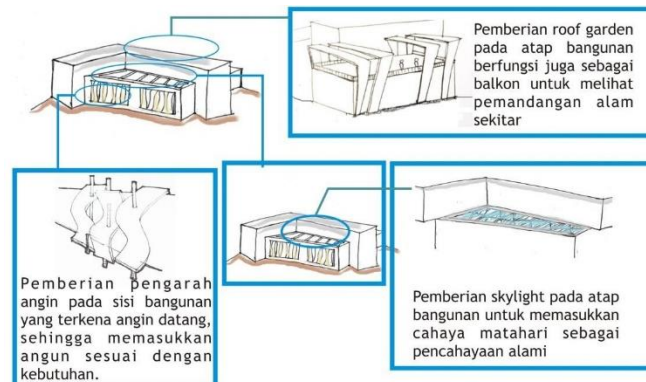 Pemberian roof garden
pada atap bangunan
berfungsi juga sebagai
balkon untuk melihat
pemandangan alam
sekitar
Pemberian pengarah
angin pada sisi bangunan
yang terkena angin datang,
sehingga memasukkan
angun sesuai dengan
kebutuhan.
Pemberian skylight pada atap
bangunan untuk memasukkan
cahaya matahari sebagai
pencahayaan alami